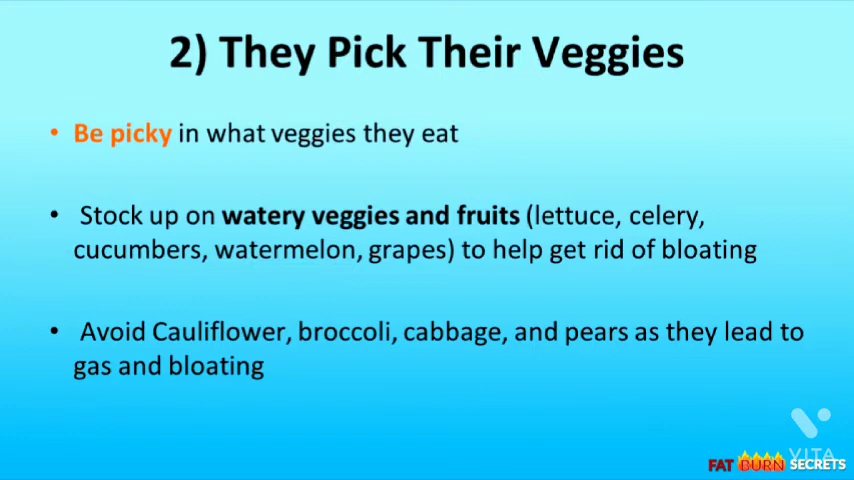 2) They Pick Their Veggies
• Be picky in what veggies they eat
• Stock up on watery veggies and fruits (lettuce, celery,
cucumbers, watermelon, grapes) to help get rid of bloating
• Avoid Cauliflower, broccoli, cabbage, and pears as they lead to
gas and bloating
VITA
FAT BURN SECRETS